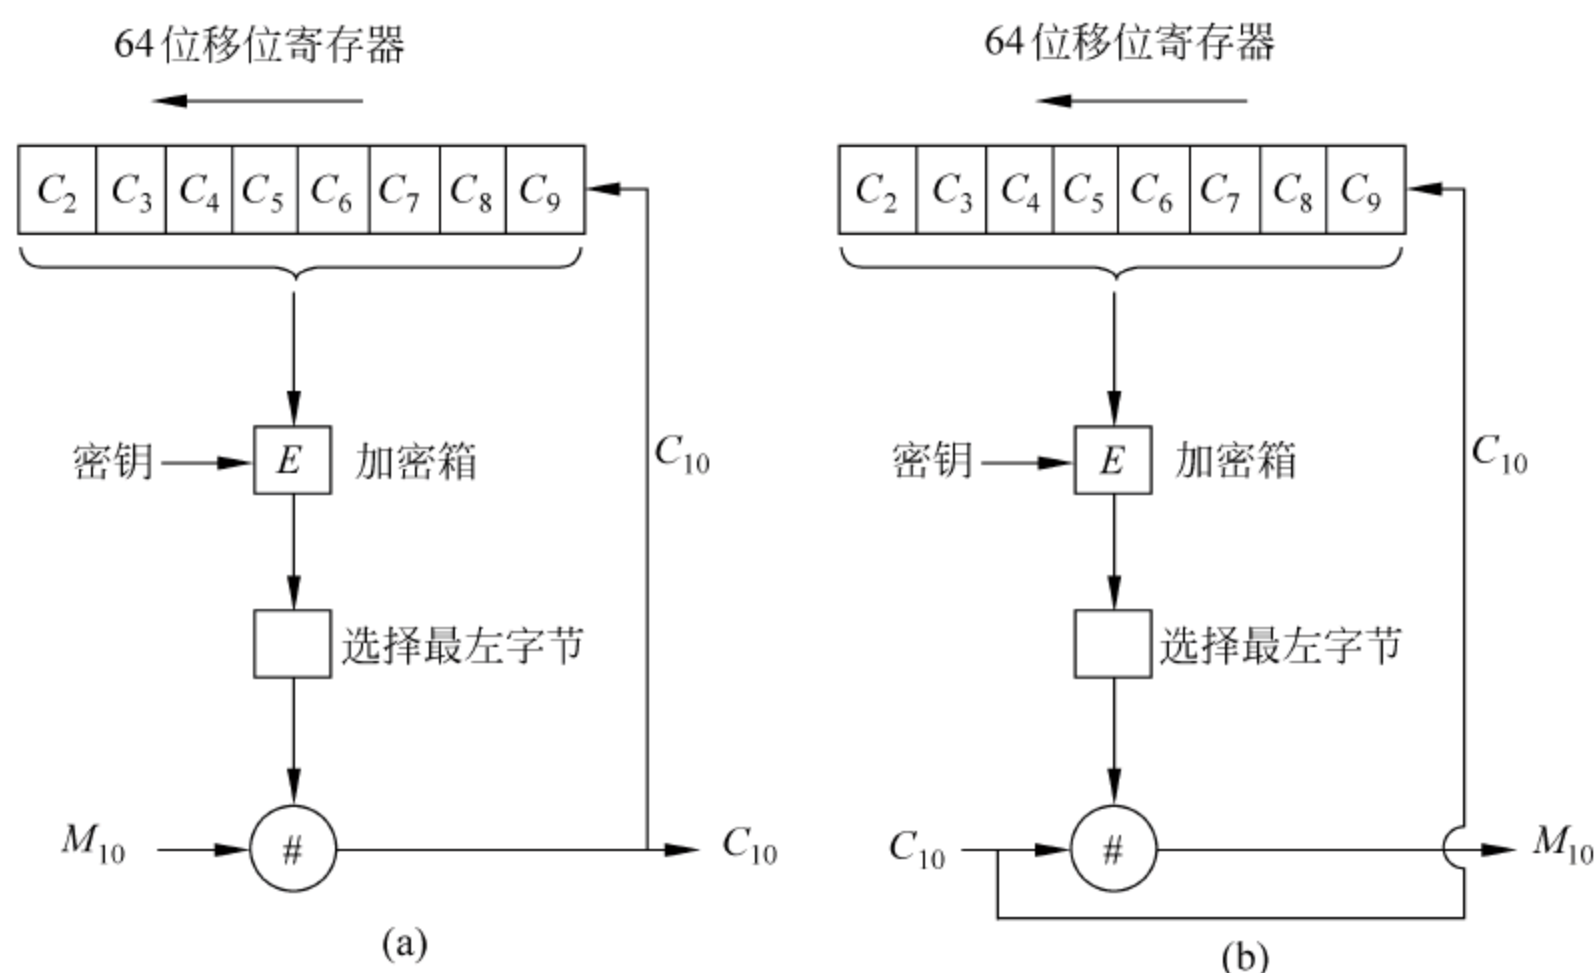 64位移位寄存器
C₂ C₃ C₄ C₅ C₆ C₇ C₈ C₉
密钥
E
加密箱
C₁₀
选择最左字节
M₁₀
#
C₁₀
(a)
64位移位寄存器
C₂ C₃ C₄ C₅ C₆ C₇ C₈ C₉
密钥
E
加密箱
C₁₀
选择最左字节
C₁₀
#
M₁₀
(b)